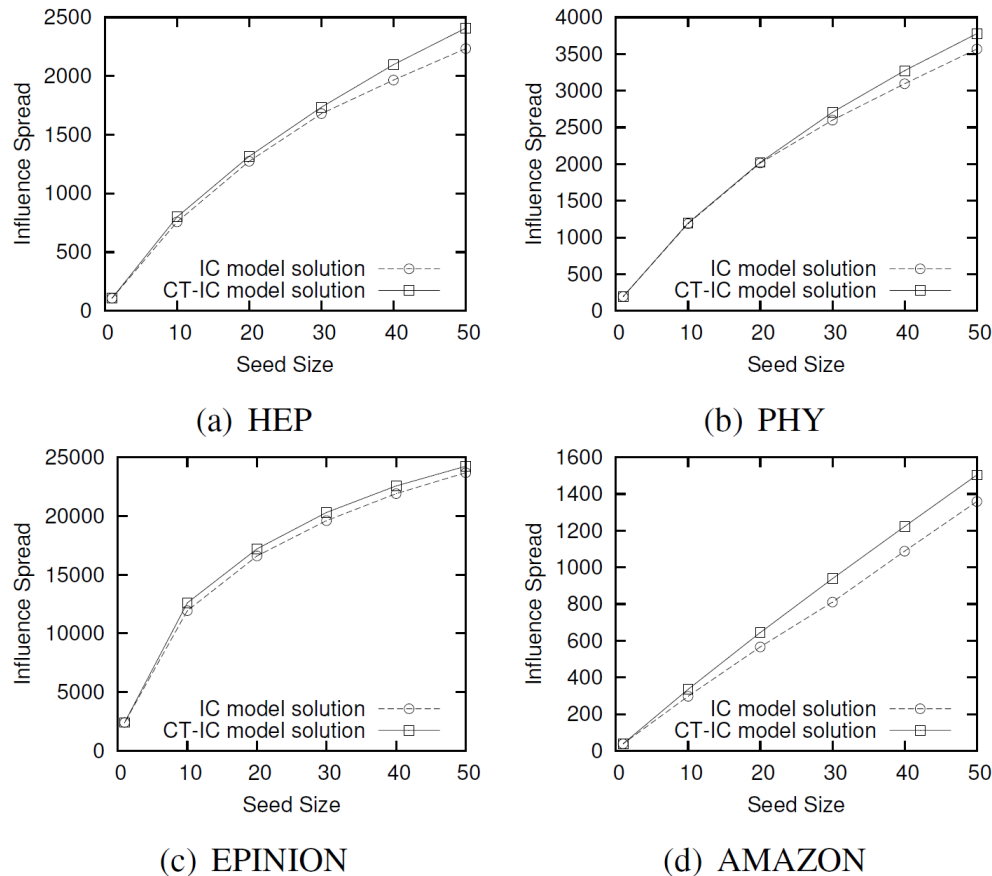 2500
2000
1500
1000
500
0
Influence Spread
IC model solution
CT-IC model solution
0 10 20 30 40 50
Seed Size
(a) HEP
4000
3500
3000
2500
2000
1500
1000
500
0
Influence Spread
IC model solution
CT-IC model solution
0 10 20 30 40 50
Seed Size
(b) PHY
25000
20000
15000
10000
5000
0
Influence Spread
IC model solution
CT-IC model solution
0 10 20 30 40 50
Seed Size
(c) EPINION
1600
1400
1200
1000
800
600
400
200
0
Influence Spread
IC model solution
CT-IC model solution
0 10 20 30 40 50
Seed Size
(d) AMAZON